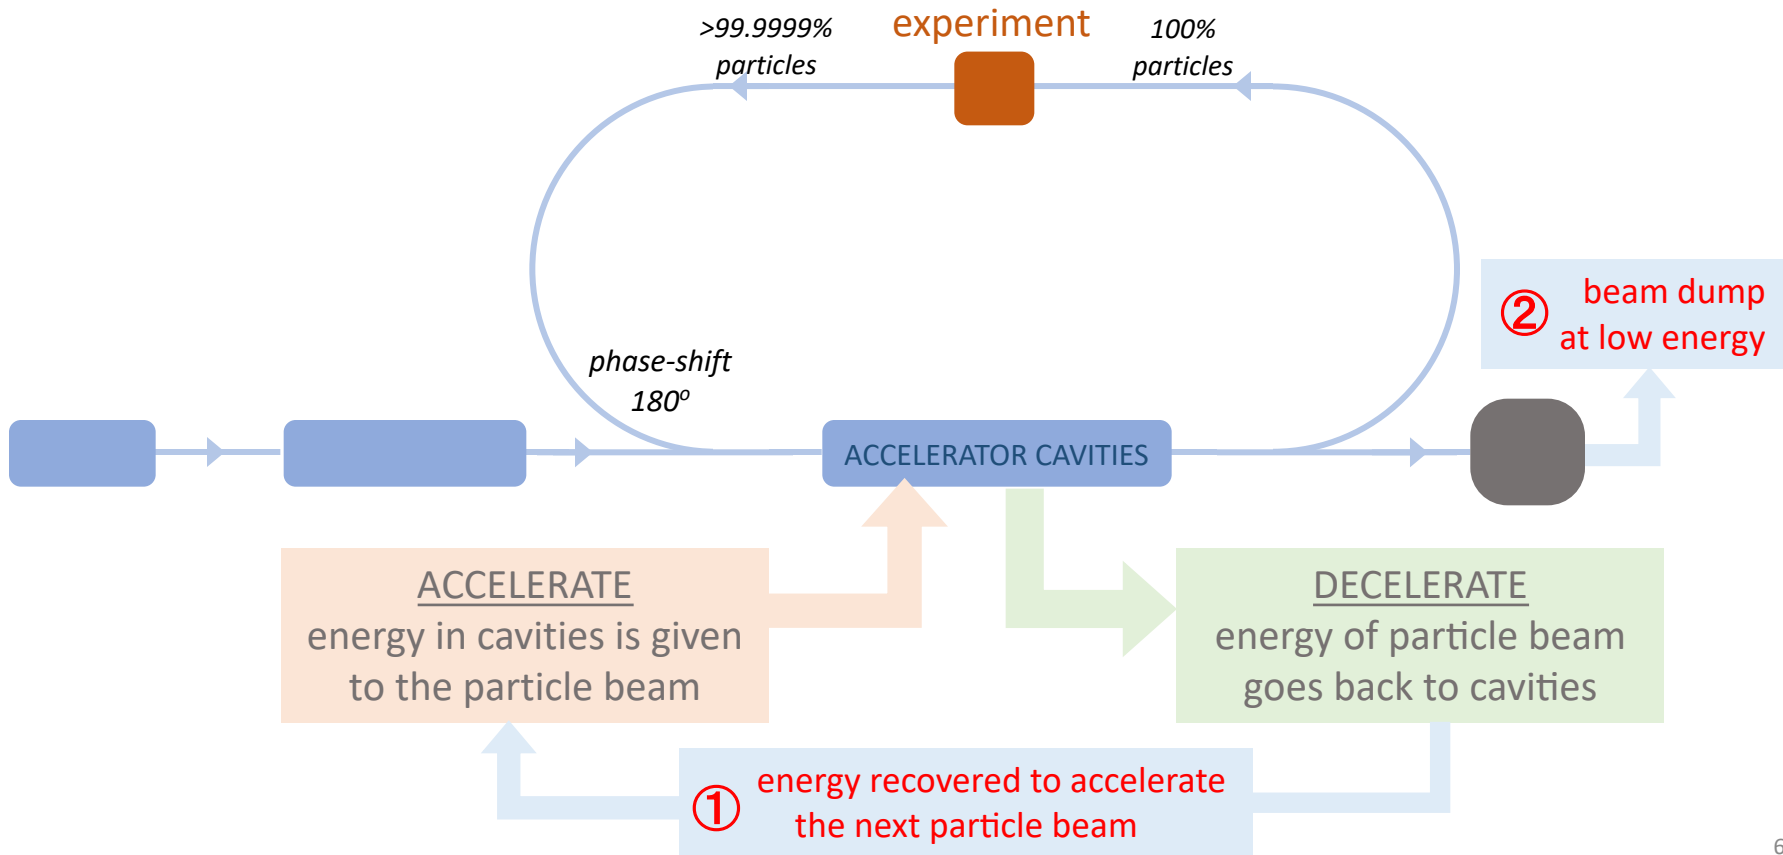 >99.9999%
particles
experiment
100%
particles
phase-shift
180º
ACCELERATOR CAVITIES
② beam dump
at low energy
ACCELERATE
energy in cavities is given
to the particle beam
DECELERATE
energy of particle beam
goes back to cavities
① energy recovered to accelerate
the next particle beam
6